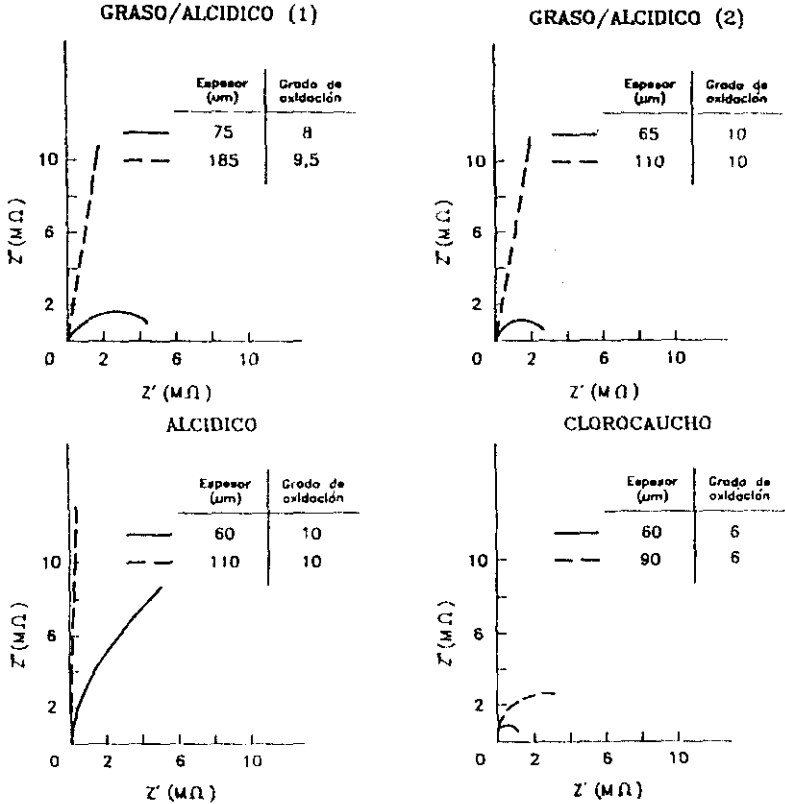 GRASO/ALCIDICO (1)
Espesor (µm) Grado de oxidación
75 8
185 9,5
10
6
2
Z" (MΩ)
0 2 6 10
Z' (MΩ)
GRASO/ALCIDICO (2)
Espesor (µm) Grado de oxidación
65 10
110 10
10
6
2
Z" (MΩ)
0 2 6 10
Z' (MΩ)
ALCIDICO
Espesor (µm) Grado de oxidación
60 10
110 10
10
6
2
Z" (MΩ)
0 2 6 10
Z' (MΩ)
CLOROCAUCHO
Espesor (µm) Grado de oxidación
60 6
90 6
10
6
2
Z" (MΩ)
0 2 6 10
Z' (MΩ)